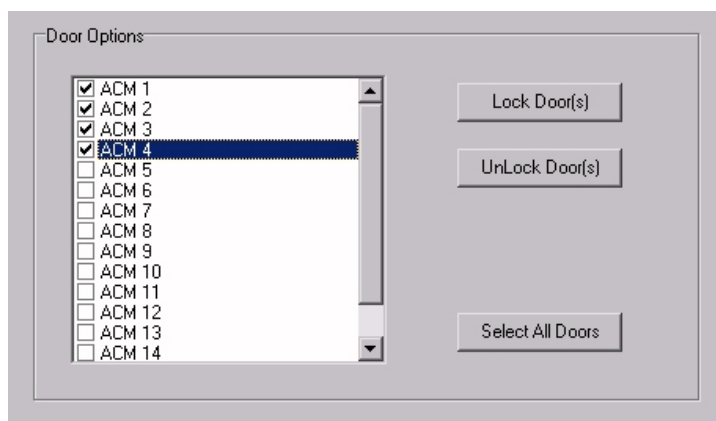 Door Options
ACM 1
ACM 2
ACM 3
ACM 4
ACM 5
ACM 6
ACM 7
ACM 8
ACM 9
ACM 10
ACM 11
ACM 12
ACM 13
ACM 14
Lock Door(s)
UnLock Door(s)
Select All Doors